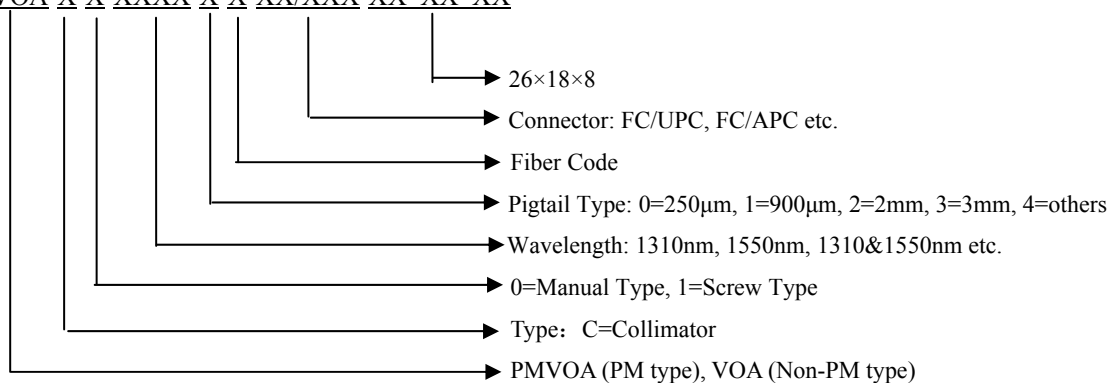 VOA X X XXXX X X XX/XXX XX XX XX
26×18×8
Connector: FC/UPC, FC/APC etc.
Fiber Code
Pigtail Type: 0=250μm, 1=900μm, 2=2mm, 3=3mm, 4=others
Wavelength: 1310nm, 1550nm, 1310&1550nm etc.
0=Manual Type, 1=Screw Type
Type：C=Collimator
PMVOA (PM type), VOA (Non-PM type)